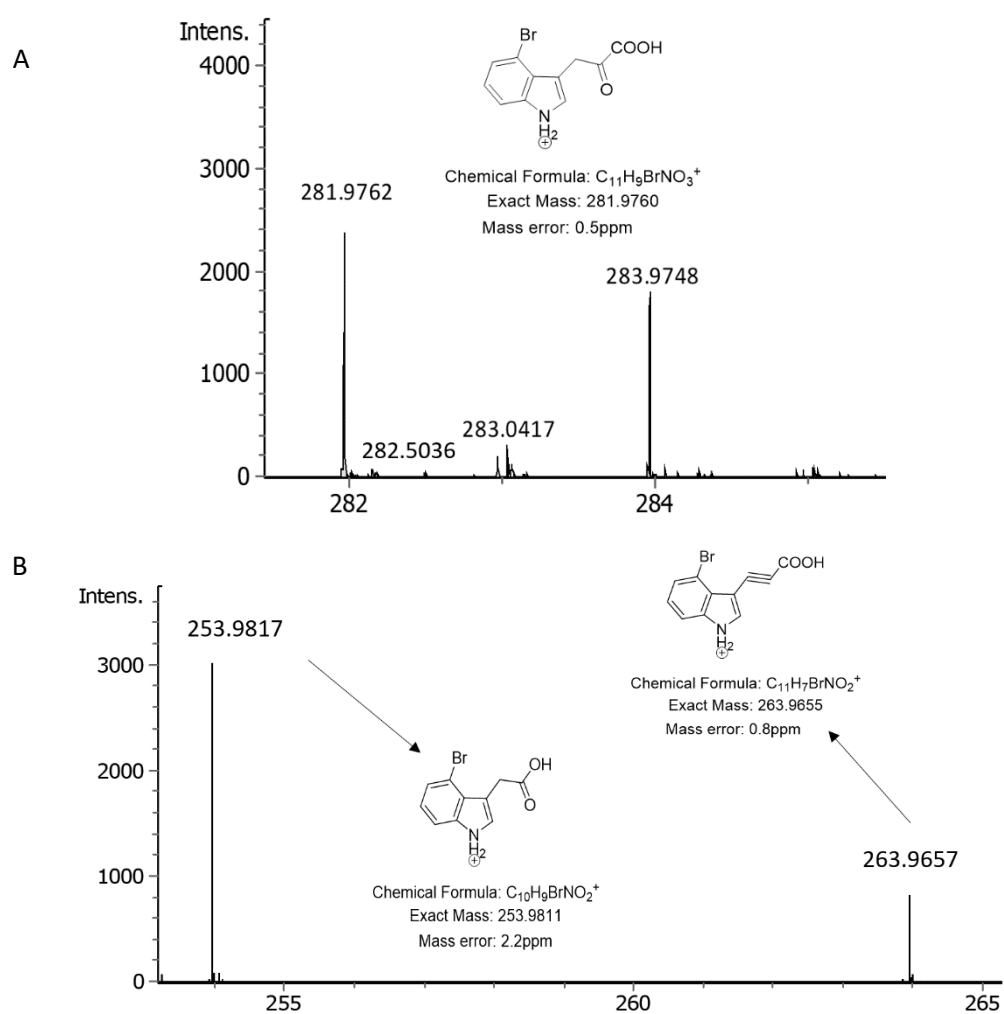 A
Intens.
4000
3000
2000
1000
0
281.9762
282.5036
283.0417
283.9748
282
284
Br
COOH
O
N
H2
⊕
Chemical Formula: C₁₁H₉BrNO₃⁺
Exact Mass: 281.9760
Mass error: 0.5ppm
B
Intens.
3000
2000
1000
0
253.9817
263.9657
255
260
265
Br
COOH
N
H2
⊕
Chemical Formula: C₁₁H₇BrNO₂⁺
Exact Mass: 263.9655
Mass error: 0.8ppm
Br
OH
O
N
H2
⊕
Chemical Formula: C₁₀H₉BrNO₂⁺
Exact Mass: 253.9811
Mass error: 2.2ppm